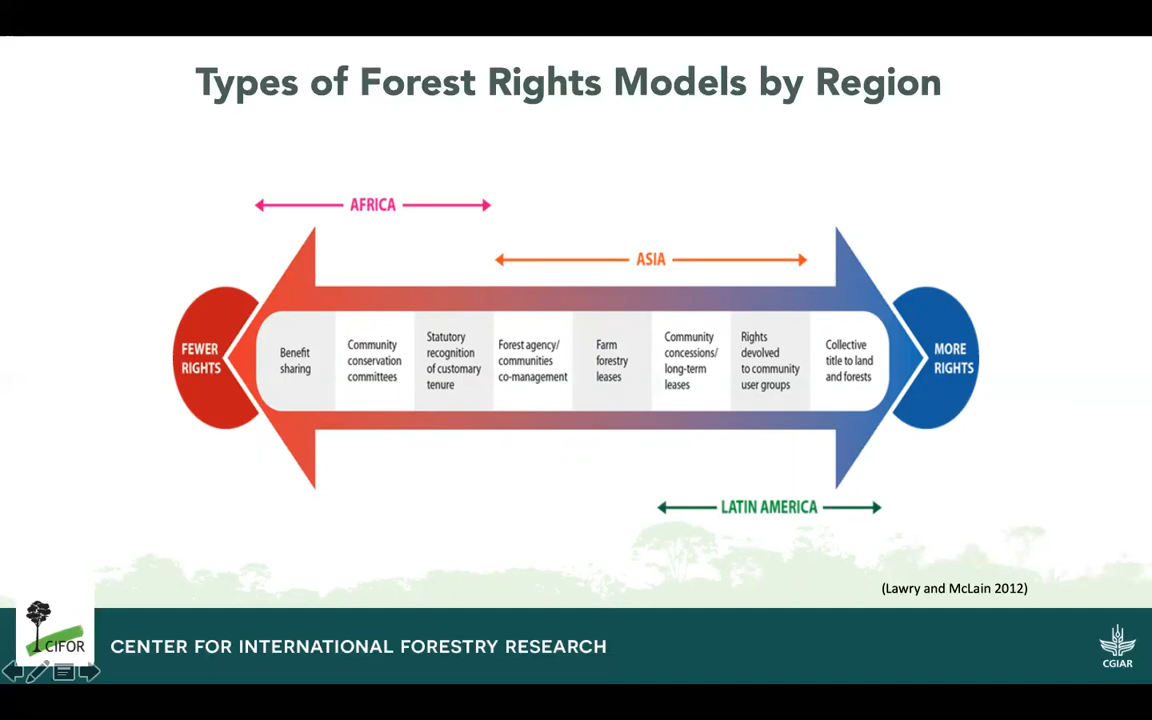 Types of Forest Rights Models by Region
AFRICA
ASIA
FEWER
RIGHTS
Benefit
sharing
Community
conservation
committees
Statutory
recognition
of customary
tenure
Forest agency/
communities
co-management
Farm
forestry
leases
Community
concessions/
long-term
leases
Rights
devolved
to community
user groups
Collective
title to land
and forests
MORE
RIGHTS
LATIN AMERICA
(Lawry and McLain 2012)
CIFOR
CENTER FOR INTERNATIONAL FORESTRY RESEARCH
CGIAR